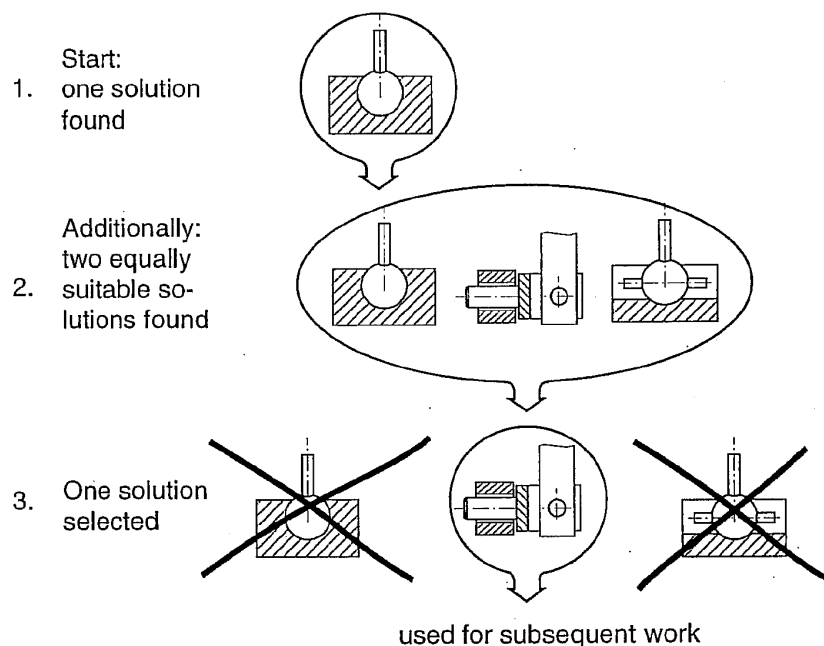 1. Start:
one solution
found
2. Additionally:
two equally
suitable so-
lutions found
3. One solution
selected
used for subsequent work